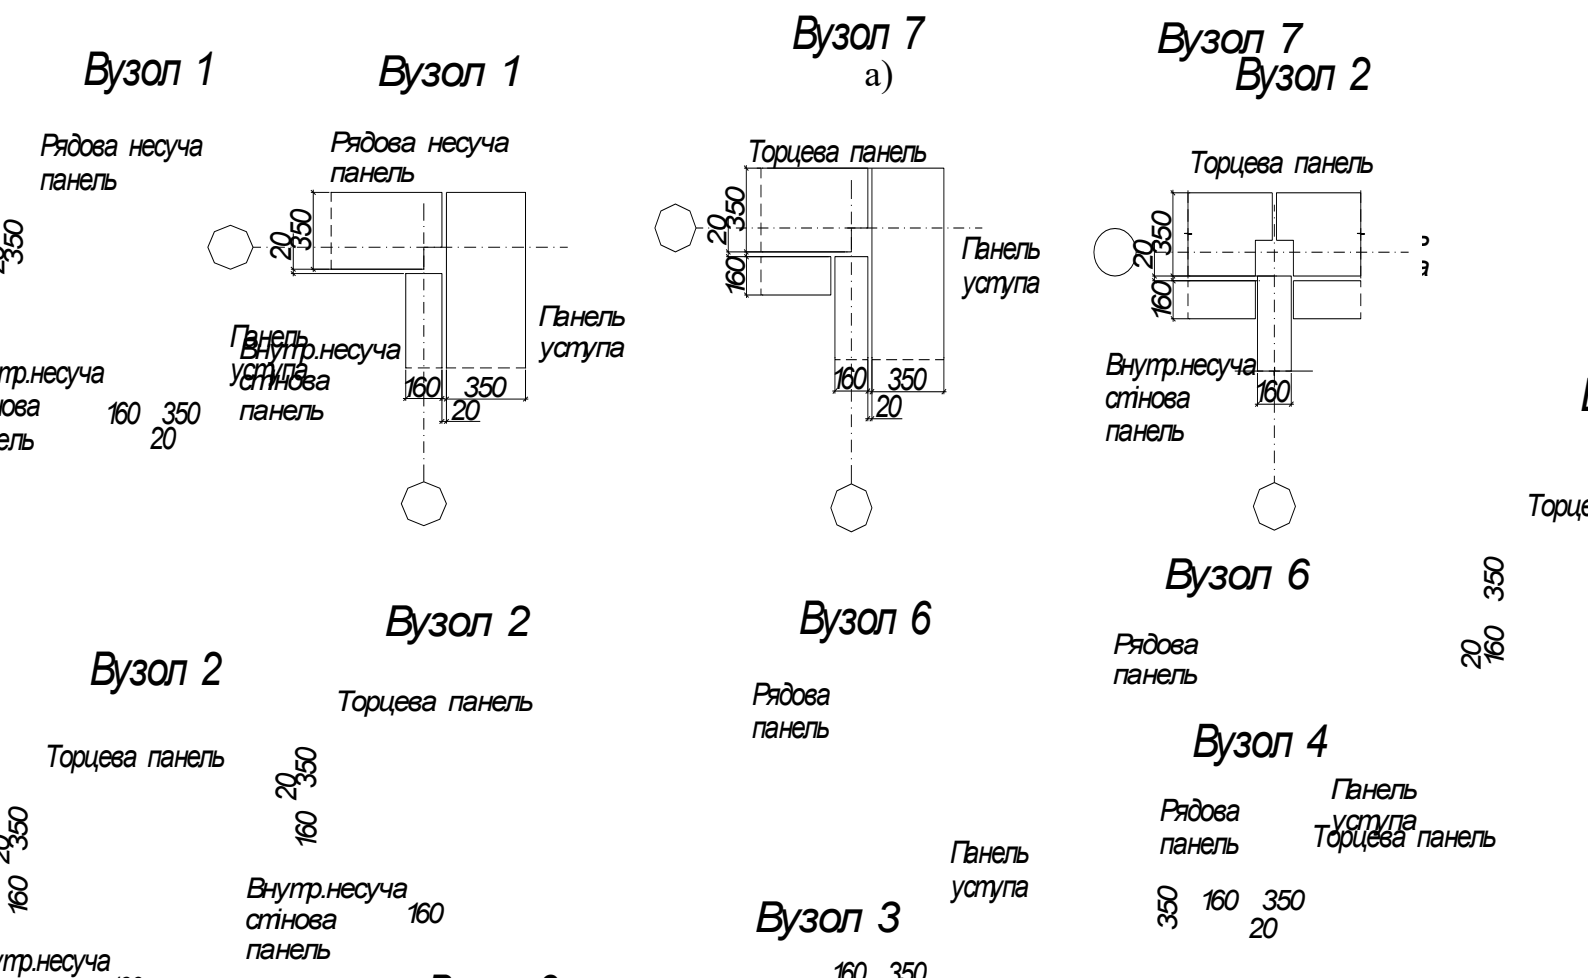 Вузол 7
а)
Вузол 7
Вузол 2
Вузол 1
Вузол 1
Рядова несуча
панель
Рядова несуча
панель
Торцева панель
Торцева панель
350
20
350
20
350
160
20
350
160
350
Панель
уступа
Панель
уступа
Панель
уступа
Внутр.несуча
стінова
панель
160 350
20
160 350
20
160 350
20
Внутр.несуча
стінова
панель
160
Вузол 2
Торцева панель
20
350
160
Внутр.несуча
стінова
панель
160
Вузол 2
Торцева панель
350
160
Вузол 6
Рядова
панель
Панель
уступа
Вузол 3
160 350
Вузол 6
Рядова
панель
350
20
160
Вузол 4
Рядова
панель
Панель
уступа
Торцева панель
350
160 350
20